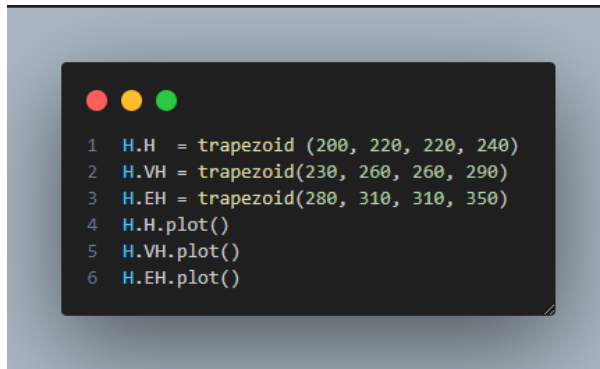 1 H.H = trapezoid (200, 220, 220, 240)
2 H.VH = trapezoid(230, 260, 260, 290)
3 H.EH = trapezoid(280, 310, 310, 350)
4 H.H.plot()
5 H.VH.plot()
6 H.EH.plot()